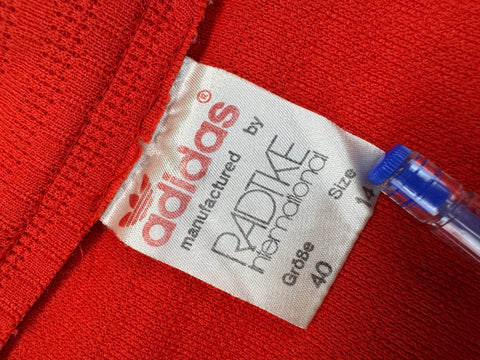 adidas ®
manufactured by
RADTKE
international
Größe Size
40 14